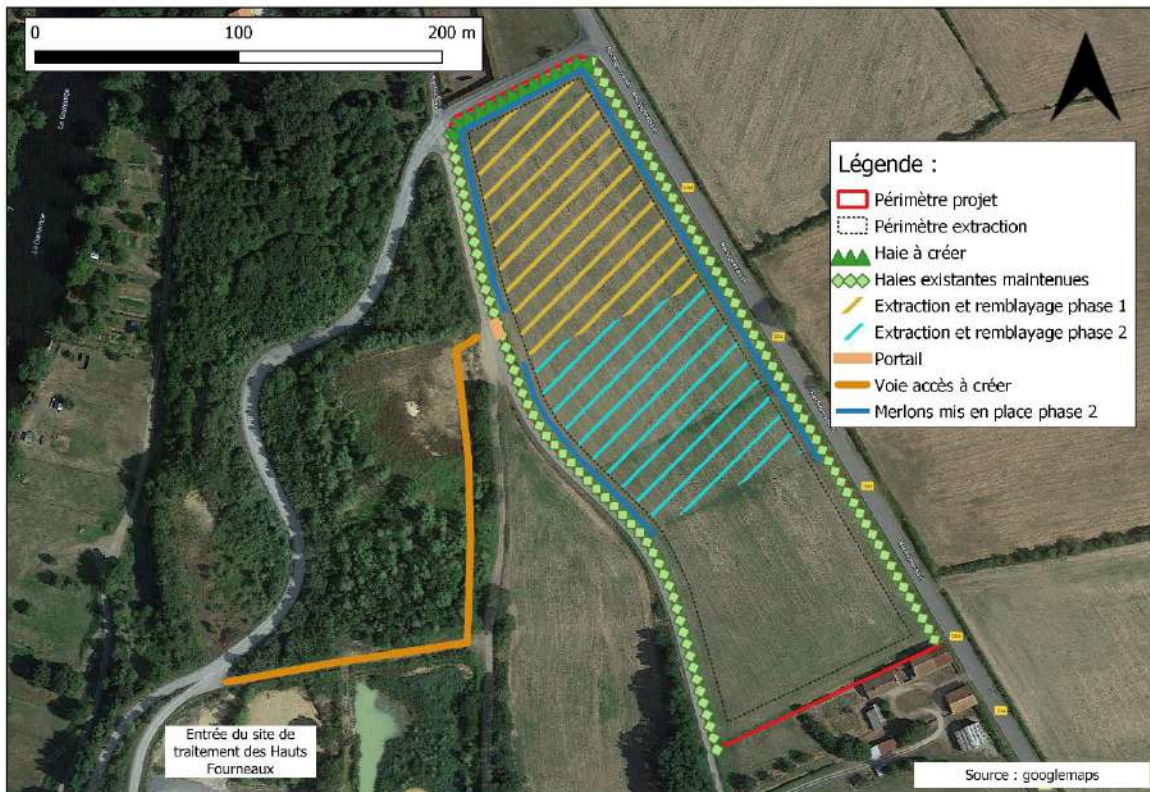 0 100 200 m
Légende :
Périmètre projet
Périmètre extraction
Haie à créer
Haies existantes maintenues
Extraction et remblayage phase 1
Extraction et remblayage phase 2
Portail
Voie accès à créer
Merlons mis en place phase 2
Entrée du site de
traitement des Hauts
Fourneaux
Source : googlemaps